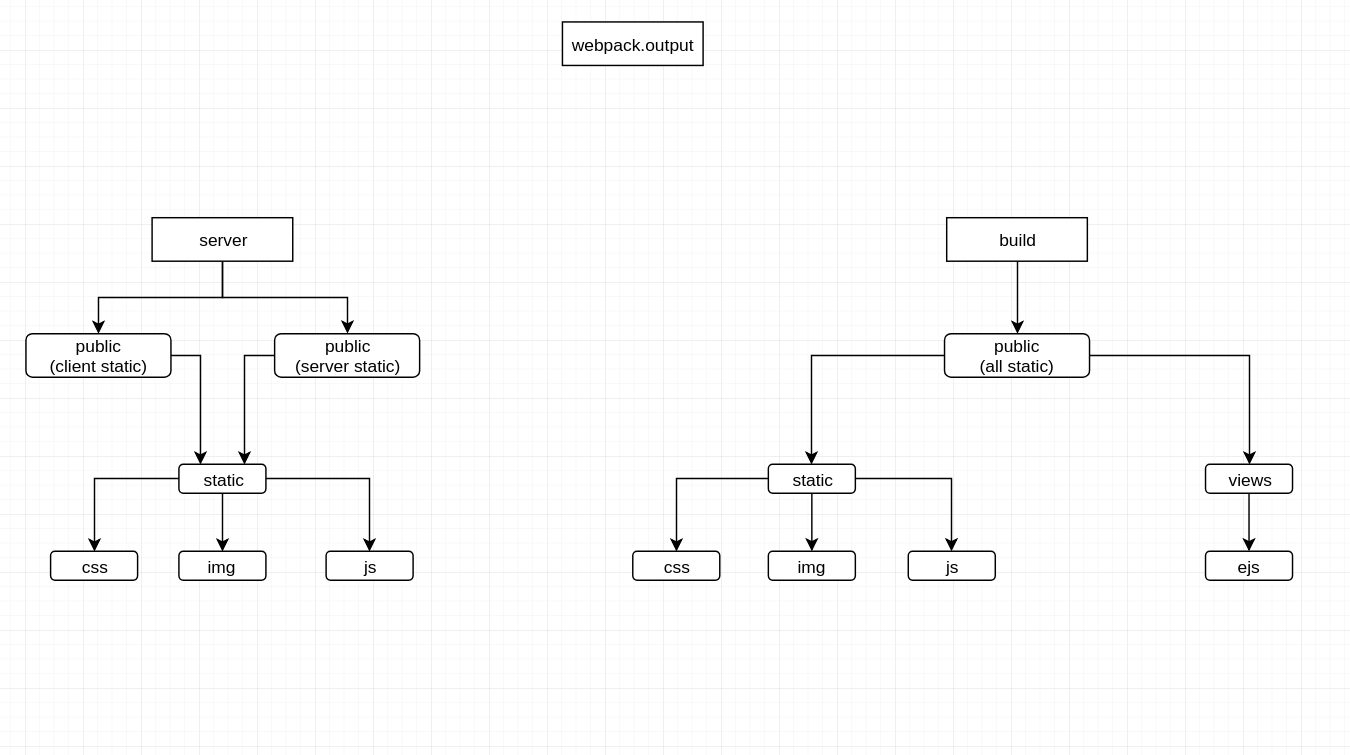 webpack.output
server
build
public
(client static)
public
(server static)
public
(all static)
static
static
views
css
img
js
css
img
js
ejs